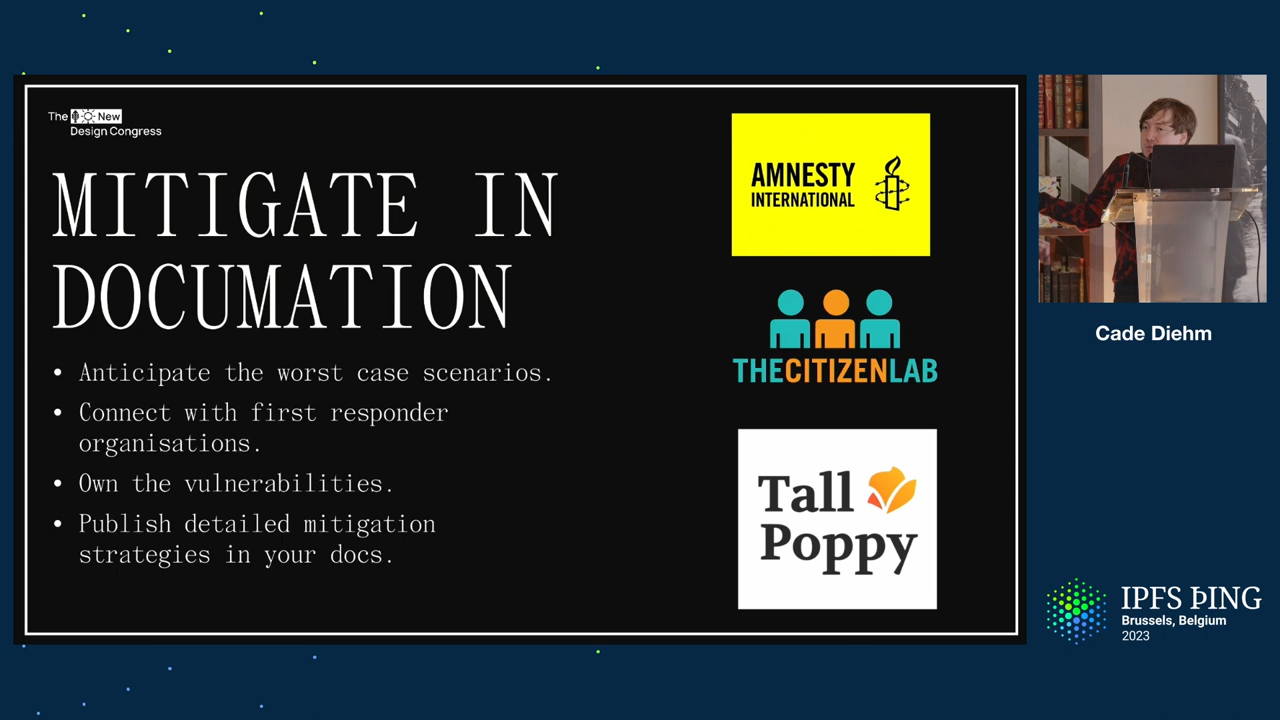 The New
Design Congress
MITIGATE IN
DOCUMATION
• Anticipate the worst case scenarios.
• Connect with first responder
organisations.
• Own the vulnerabilities.
• Publish detailed mitigation
strategies in your docs.
AMNESTY
INTERNATIONAL
THECITIZENLAB
Tall
Poppy
Cade Diehm
IPFS ÞING
Brussels, Belgium
2023